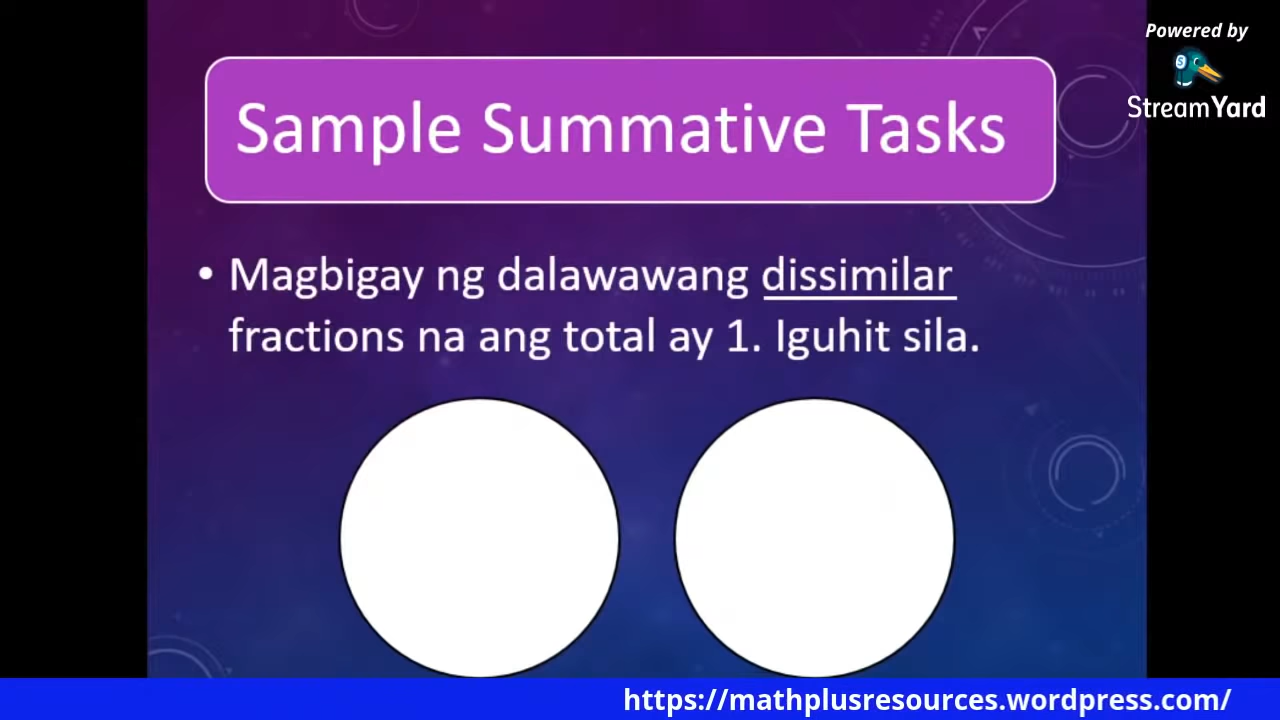 Powered by
StreamYard
Sample Summative Tasks
• Magbigay ng dalawawang dissimilar
fractions na ang total ay 1. Iguhit sila.
https://mathplusresources.wordpress.com/